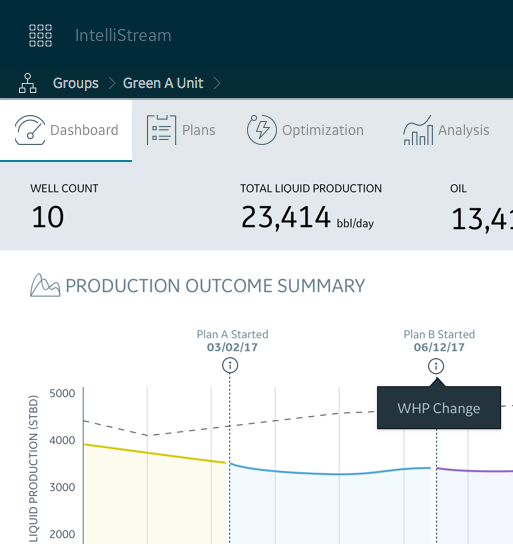 IntelliStream
Groups Green A Unit
Dashboard Plans Optimization Analysis
WELL COUNT TOTAL LIQUID PRODUCTION OIL
10 23,414 bbl/day 13,41
PRODUCTION OUTCOME SUMMARY
Plan A Started Plan B Started
03/02/17 06/12/17
WHP Change
LIQUID PRODUCTION (STBD)
5000
4000
3000
2000